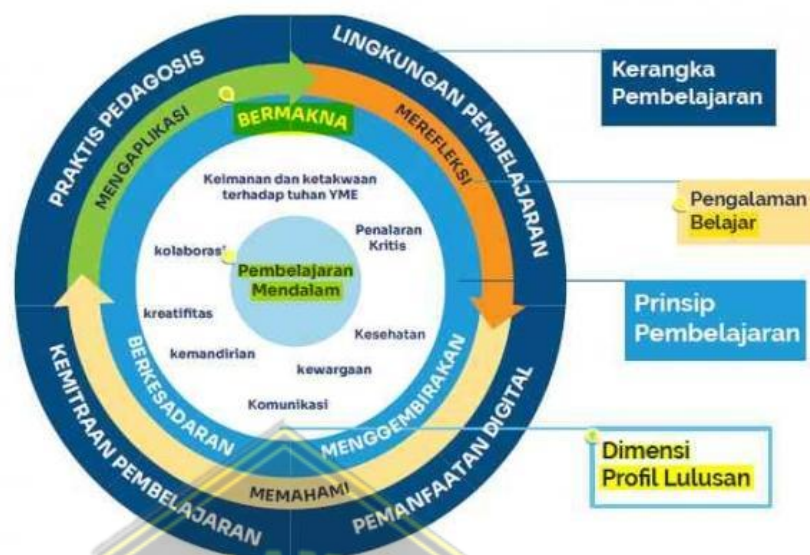 PRAKTIS PEDAGOGIS
LINGKUNGAN PEMBELAJARAN
MENGAPLIKASI
MEREFLEKSI
BERMAKNA
Keimanan dan ketakwaan
terhadap tuhan YME
Penalaran
Kritis
kolaborasi
Pembelajaran
Mendalam
kreatifitas
Kesehatan
kemandirian
kewargaan
Komunikasi
BERKESADARAN
MENGGEMBIRAKAN
MEMAHAMI
KEMITRAAN PEMBELAJARAN
PEMANFAATAN DIGITAL
Kerangka
Pembelajaran
Pengalaman
Belajar
Prinsip
Pembelajaran
Dimensi
Profil Lulusan